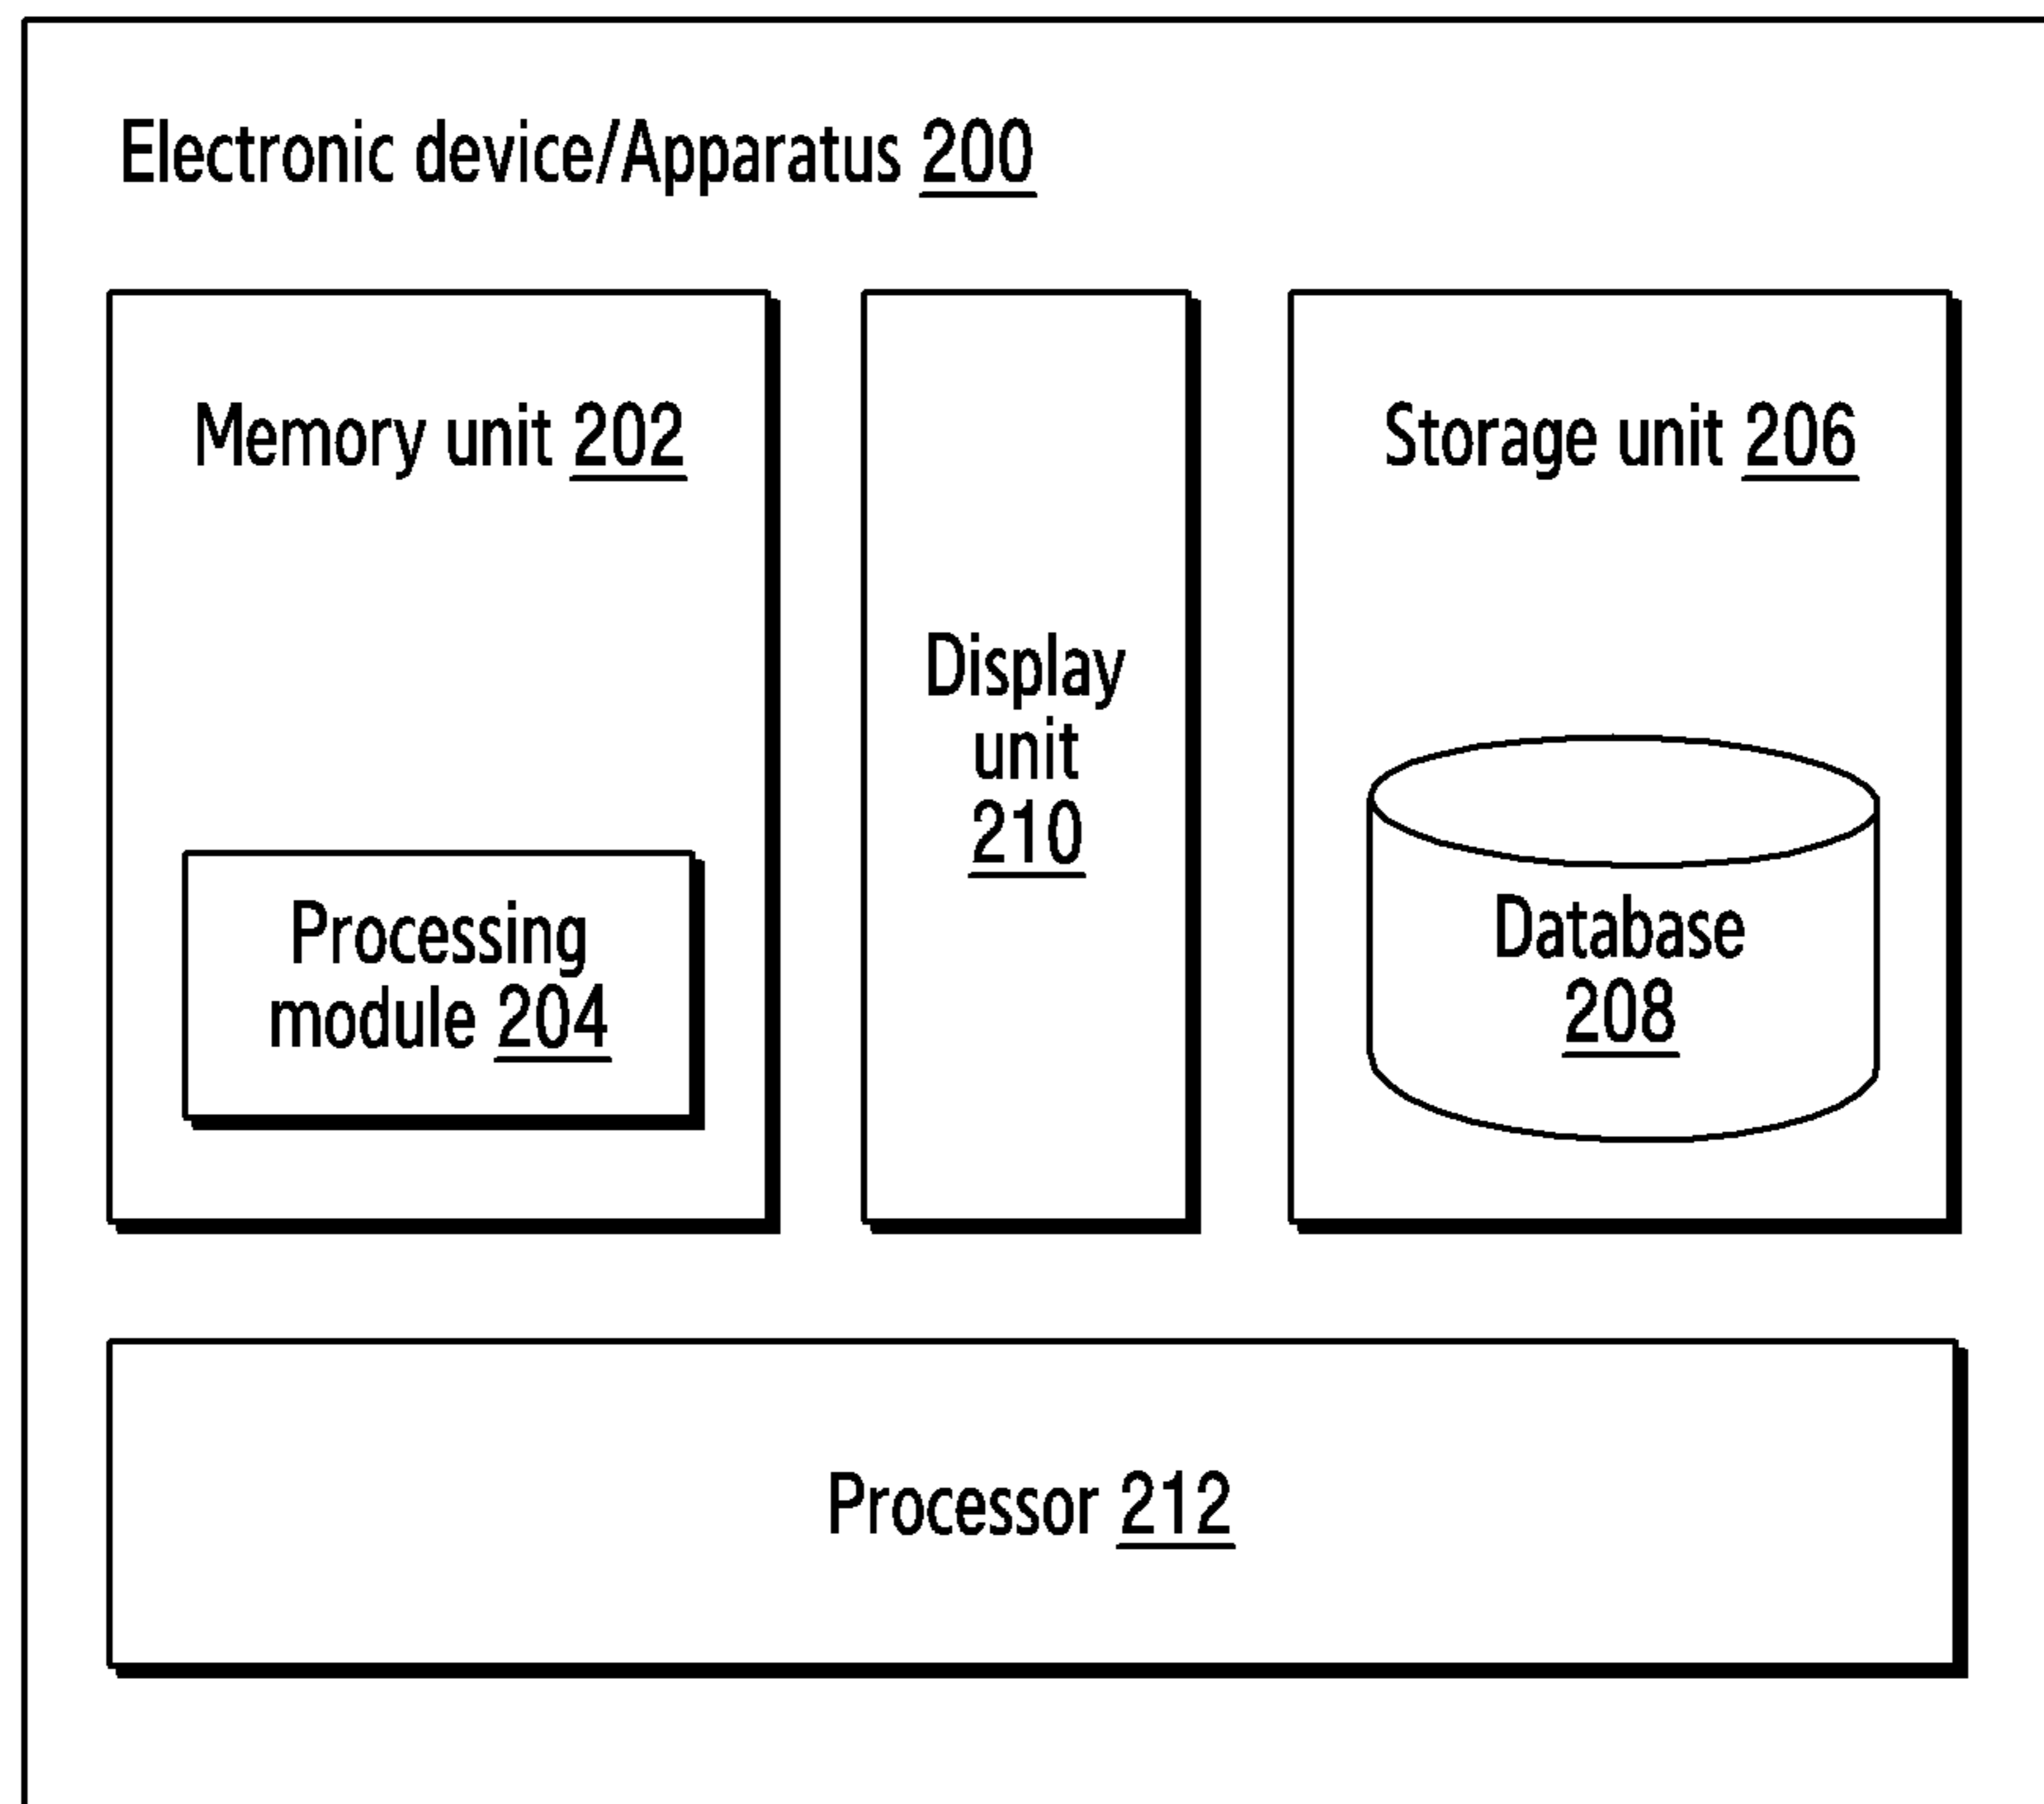 Electronic device/Apparatus 200
Memory unit 202
Processing
module 204
Display
unit
210
Storage unit 206
Database
208
Processor 212